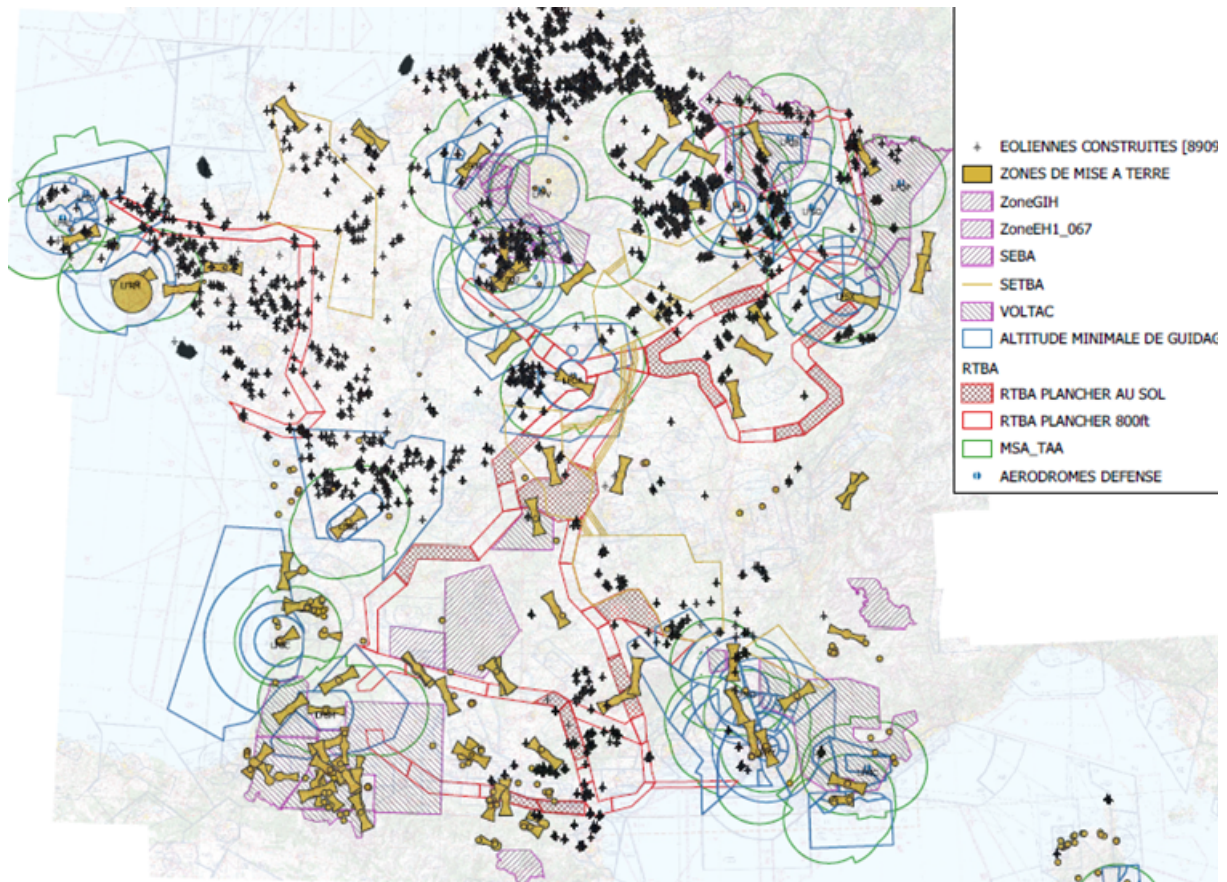 EOLIENNES CONSTRUITES [8909
ZONES DE MISE A TERRE
ZoneGIH
ZoneEH1_067
SEBA
SETBA
VOLTAC
ALTITUDE MINIMALE DE GUIDAG
RTBA
RTBA PLANCHER AU SOL
RTBA PLANCHER 800ft
MSA_TAA
AERODROMES DEFENSE